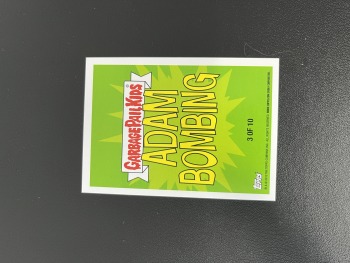 GARBAGE PAIL KIDS
ADAM
BOMBING
3 OF 10
Topps